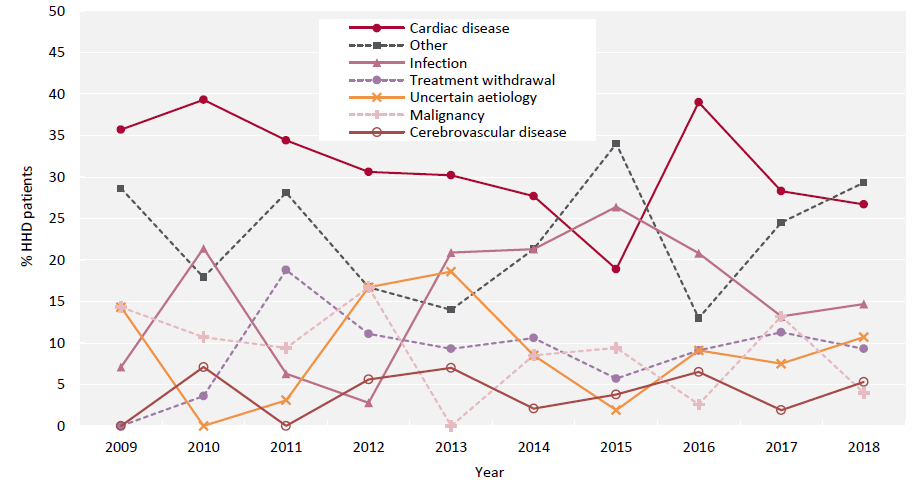 50
45
40
35
30
25
20
15
10
5
0
% HHD patients
Cardiac disease
Other
Infection
Treatment withdrawal
Uncertain aetiology
Malignancy
Cerebrovascular disease
2009 2010 2011 2012 2013 2014 2015 2016 2017 2018
Year